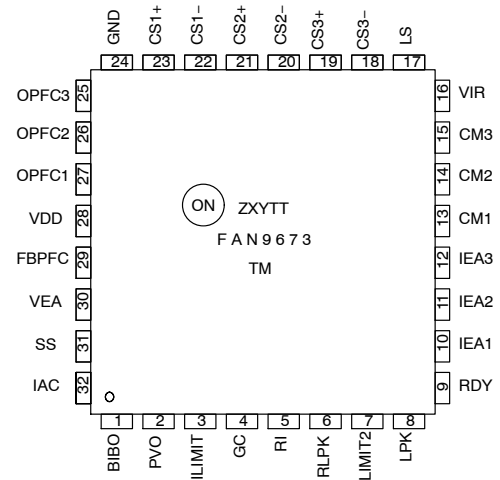 GND CS1+ CS1− CS2+ CS2− CS3+ CS3− LS
24 23 22 21 20 19 18 17
OPFC3 25
OPFC2 26
OPFC1 27
VDD 28
FBPFC 29
VEA 30
SS 31
IAC 32
16 VIR
15 CM3
14 CM2
13 CM1
12 IEA3
11 IEA2
10 IEA1
9 RDY
ON ZXYTT
FAN9673
TM
1 2 3 4 5 6 7 8
BIBO PVO ILIMIT GC RI RLPK LIMIT2 LPK